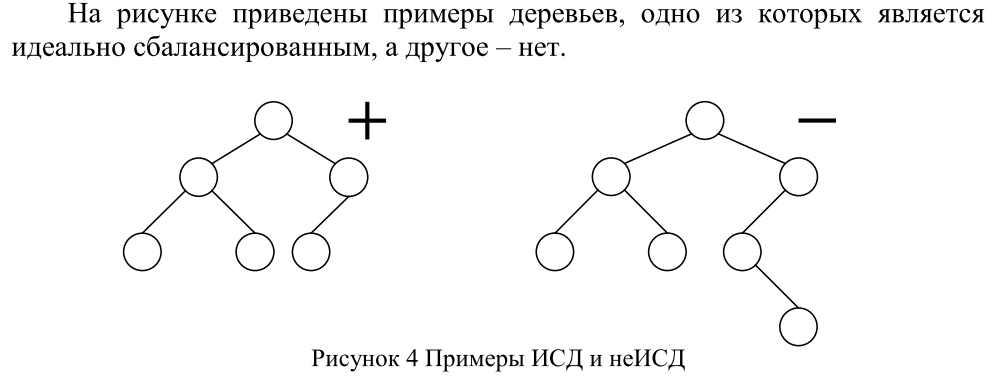 На рисунке приведены примеры деревьев, одно из которых является
идеально сбалансированным, а другое – нет.
+
–
Рисунок 4 Примеры ИСД и неИСД